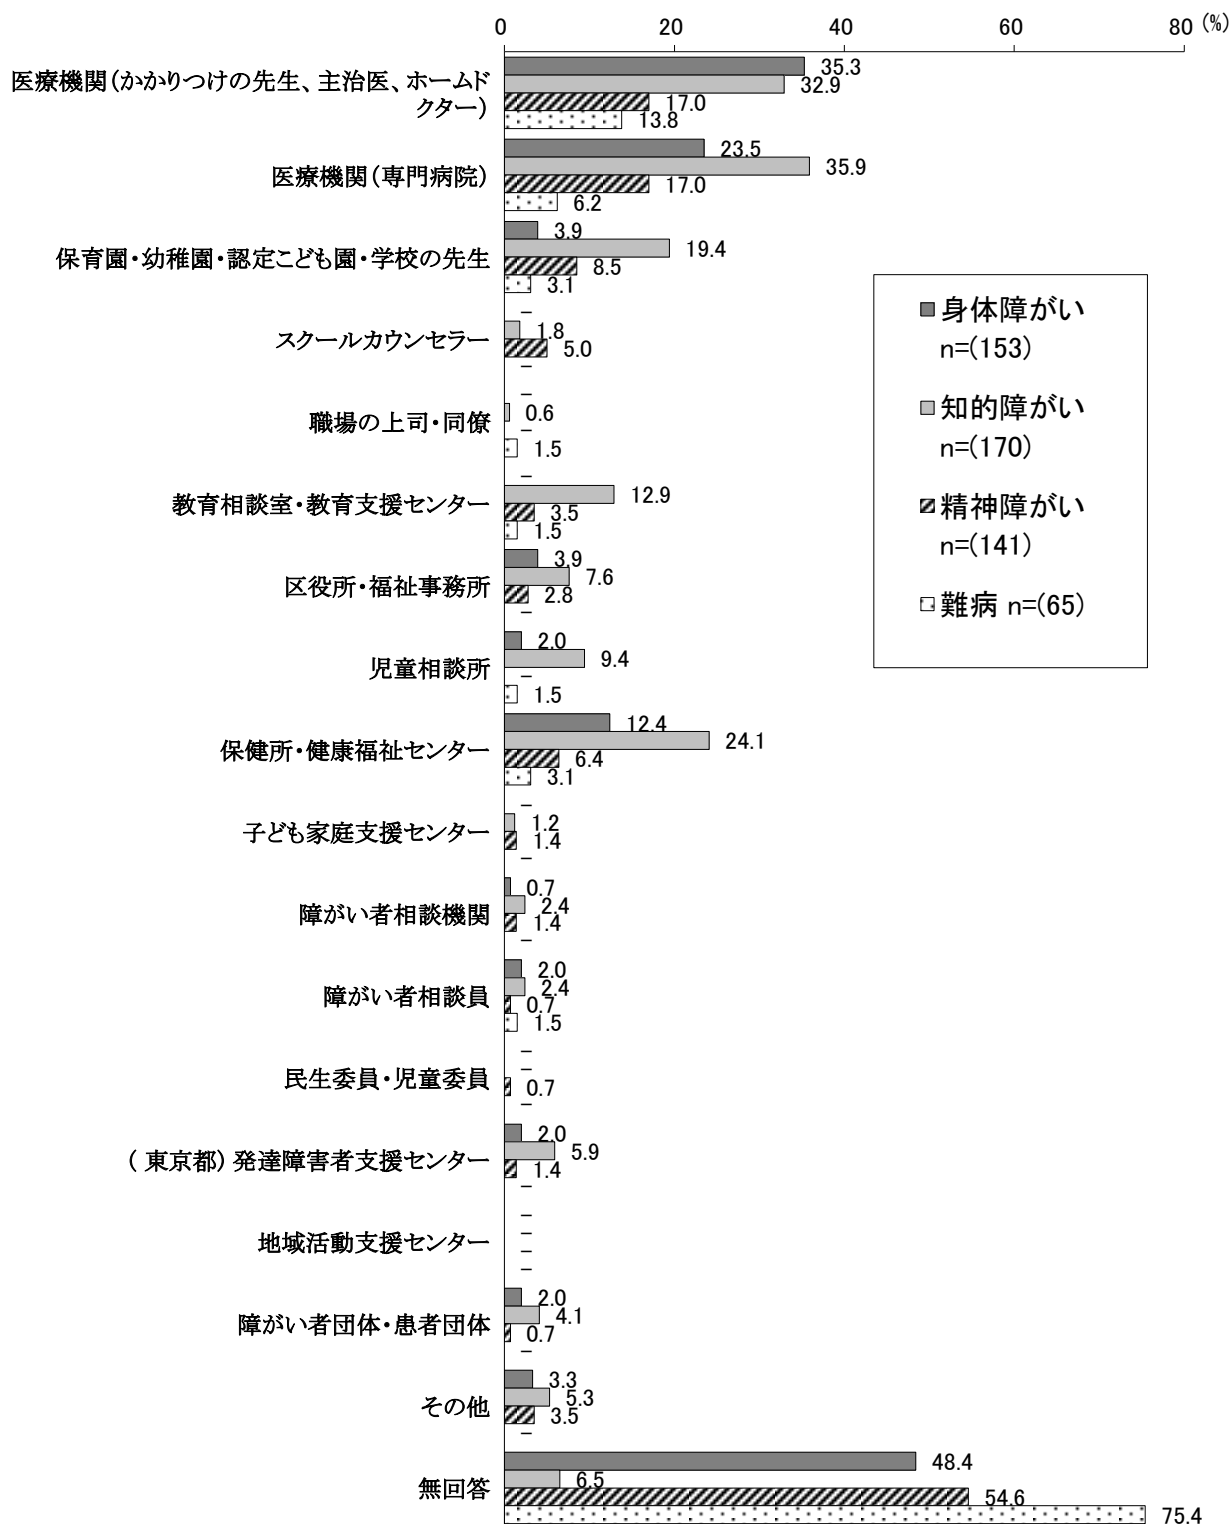 0 20 40 60 80 (%)
医療機関(かかりつけの先生、主治医、ホームド
クター)
35.3
32.9
17.0
13.8
医療機関(専門病院)
23.5
35.9
17.0
6.2
保育園・幼稚園・認定こども園・学校の先生
3.9
19.4
8.5
3.1
スクールカウンセラー
–
1.8
5.0
–
職場の上司・同僚
–
0.6
–
1.5
教育相談室・教育支援センター
–
12.9
3.5
1.5
区役所・福祉事務所
3.9
7.6
2.8
–
児童相談所
2.0
9.4
–
1.5
保健所・健康福祉センター
12.4
24.1
6.4
3.1
子ども家庭支援センター
–
1.2
1.4
–
障がい者相談機関
0.7
2.4
1.4
–
障がい者相談員
2.0
2.4
0.7
1.5
民生委員・児童委員
–
–
0.7
–
(東京都)発達障害者支援センター
2.0
5.9
1.4
–
地域活動支援センター
–
–
–
–
障がい者団体・患者団体
2.0
4.1
0.7
–
その他
3.3
5.3
3.5
–
無回答
48.4
6.5
54.6
75.4
身体障がい
n=(153)
知的障がい
n=(170)
精神障がい
n=(141)
難病 n=(65)